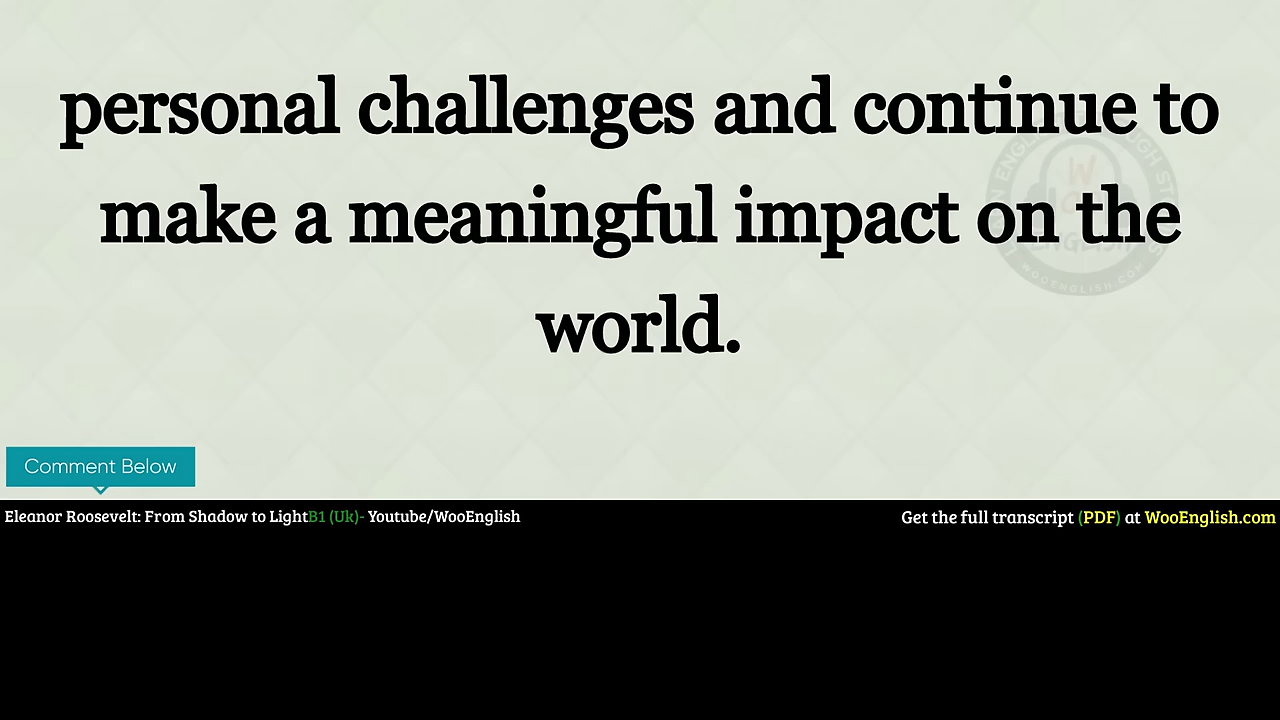 personal challenges and continue to
make a meaningful impact on the
world.
Comment Below
Eleanor Roosevelt: From Shadow to LightB1 (Uk)- Youtube/WooEnglish
Get the full transcript (PDF) at WooEnglish.com